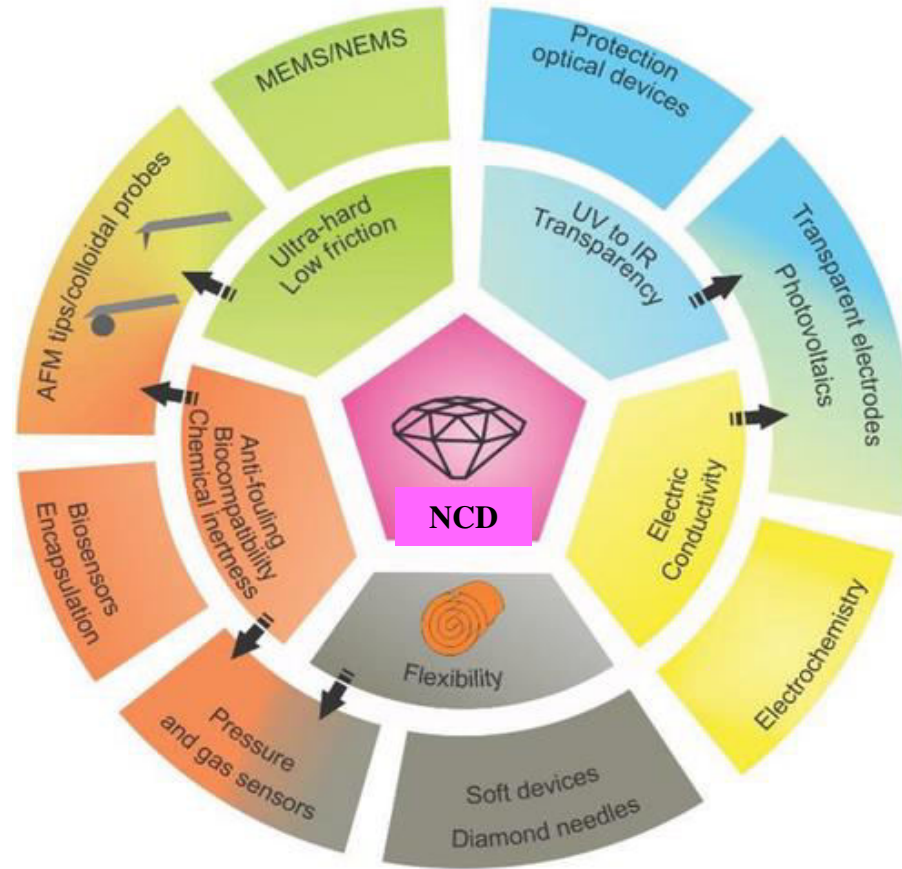 MEMS/NEMS
Protection
optical devices
AFM tips/colloidal probes
Ultra-hard
Low friction
UV to IR
Transparency
Transparent electrodes
Photovoltaics
Anti-fouling
Biocompatibility
Chemical inertness
NCD
Electric
Conductivity
Biosensors
Encapsulation
Flexibility
Electrochemistry
Pressure
and gas sensors
Soft devices
Diamond needles